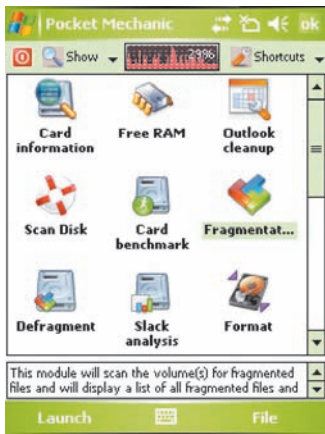 Pocket Mechanic ok
Show 29% Shortcuts
Card information Free RAM Outlook cleanup
Scan Disk Card benchmark Fragmentat...
Defragment Slack analysis Format
This module will scan the volume(s) for fragmented
files and will display a list of all fragmented files and
Launch File